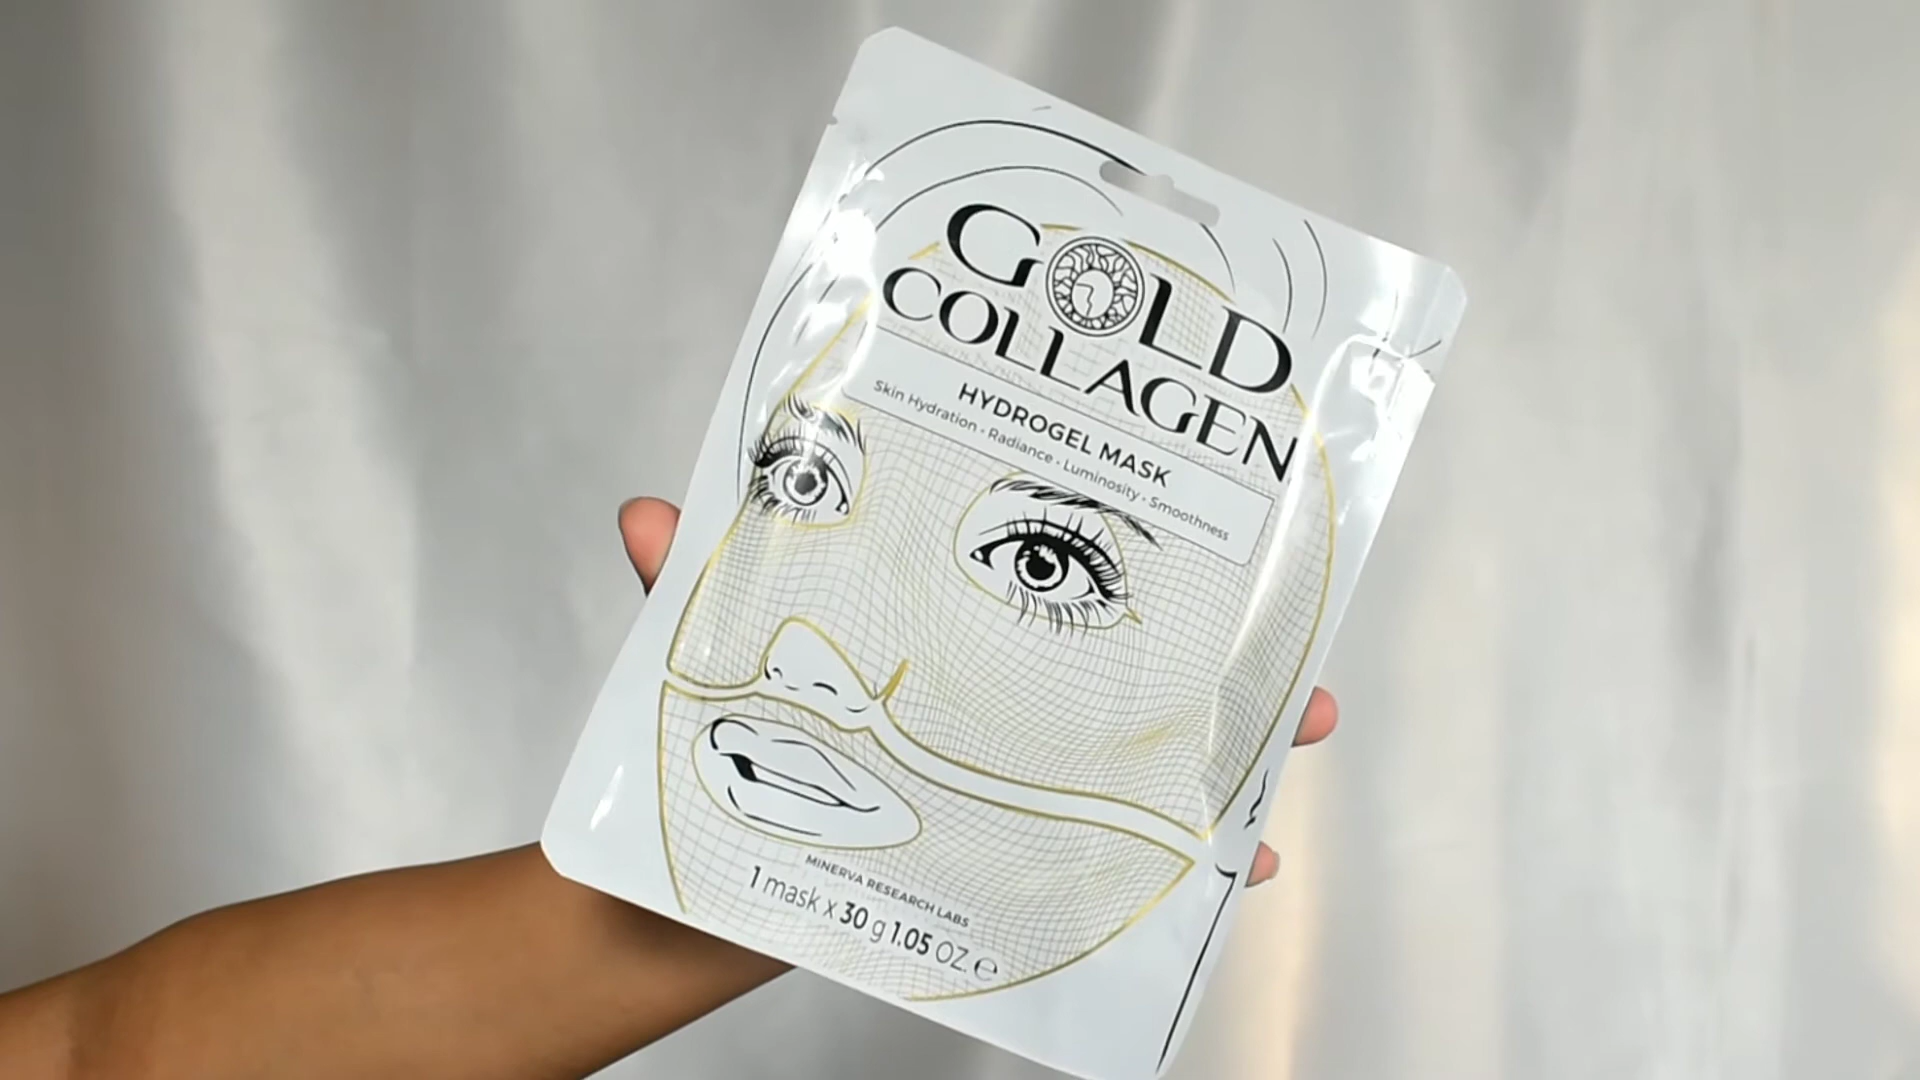 GOLD
COLLAGEN
HYDROGEL MASK
Skin Hydration • Radiance • Luminosity • Smoothness
MINERVA RESEARCH LABS
1 mask x 30 g 1.05 OZ. ℮